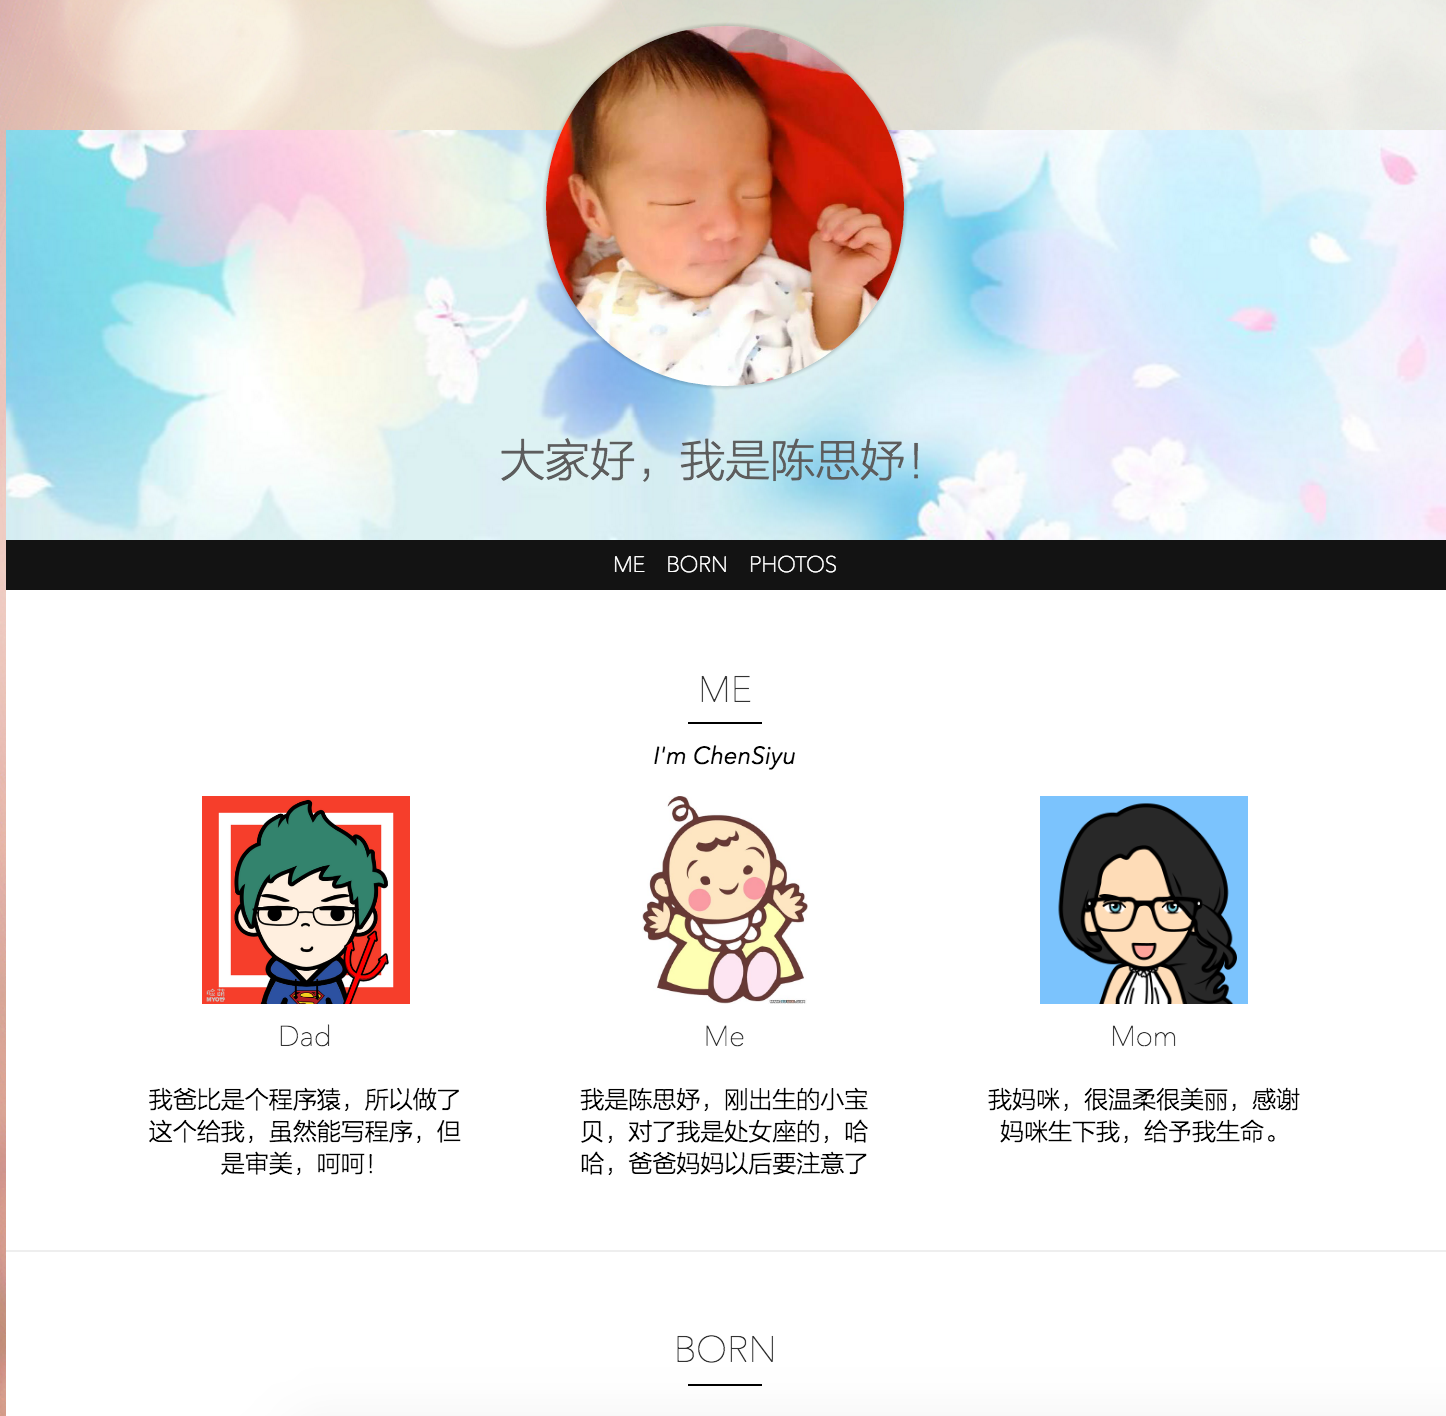 大家好，我是陈思妤！
ME BORN PHOTOS
ME
I'm ChenSiyu
Dad
我爸比是个程序猿，所以做了
这个给我，虽然能写程序，但
是审美，呵呵！
Me
我是陈思妤，刚出生的小宝
贝，对了我是处女座的，哈
哈，爸爸妈妈以后要注意了
Mom
我妈咪，很温柔很美丽，感谢
妈咪生下我，给予我生命。
BORN